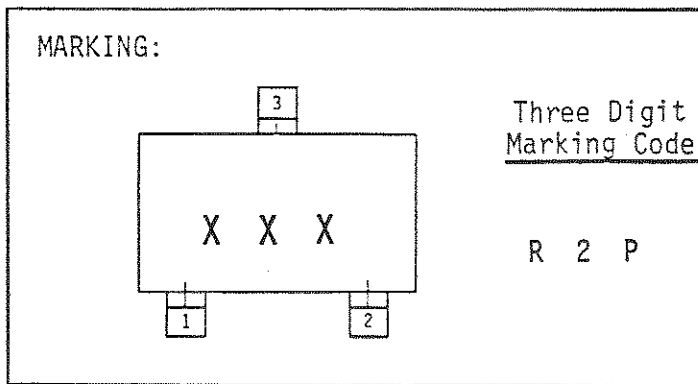 MARKING:
3
Three Digit
Marking Code
X X X
R 2 P
1
2